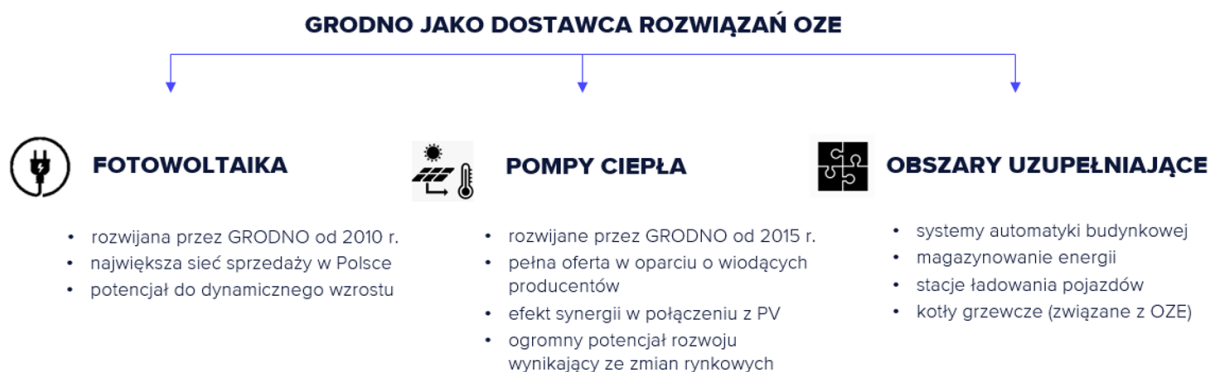 GRODNO JAKO DOSTAWCA ROZWIĄZAŃ OZE
FOTOWOLTAIKA
• rozwijana przez GRODNO od 2010 r.
• największa sieć sprzedaży w Polsce
• potencjał do dynamicznego wzrostu
POMPY CIEPŁA
• rozwijane przez GRODNO od 2015 r.
• pełna oferta w oparciu o wiodących
producentów
• efekt synergii w połączeniu z PV
• ogromny potencjał rozwoju
wynikający ze zmian rynkowych
OBSZARY UZUPEŁNIAJĄCE
• systemy automatyki budynkowej
• magazynowanie energii
• stacje ładowania pojazdów
• kotły grzewcze (związane z OZE)